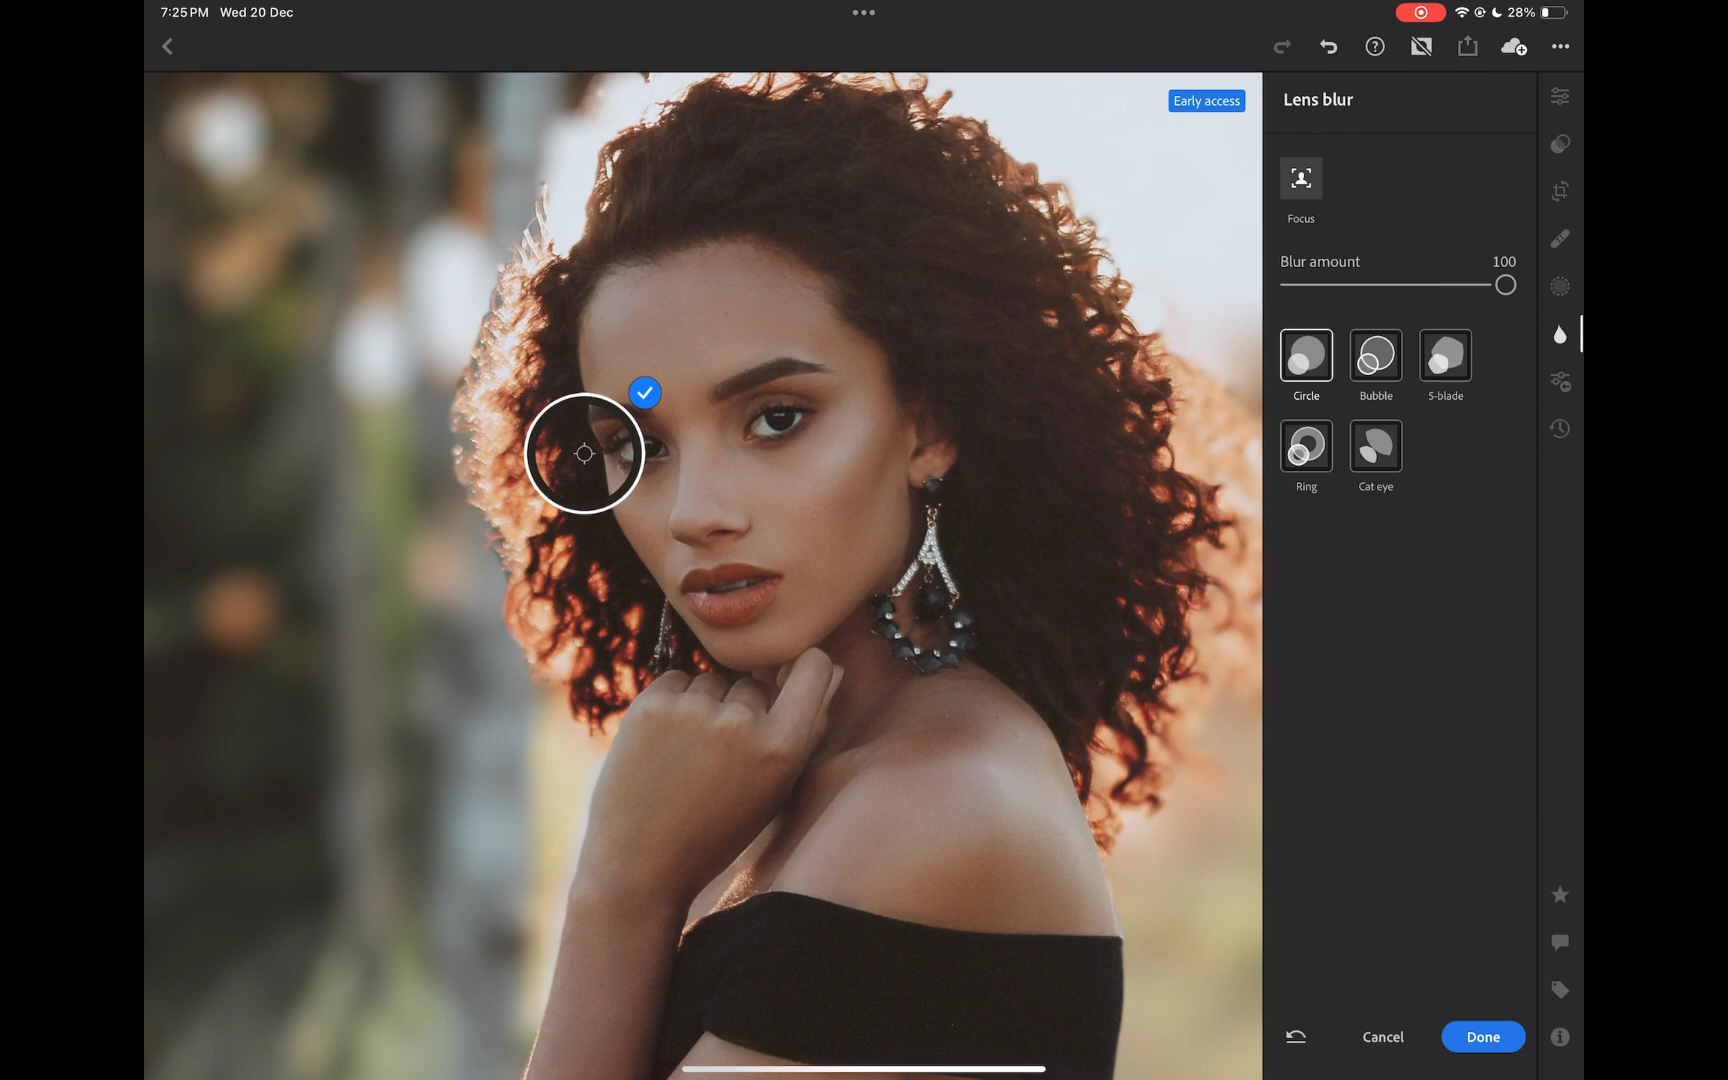 7:25 PM Wed 20 Dec
28%
Early access
Lens blur
Focus
Blur amount 100
Circle Bubble 5-blade
Ring Cat eye
Cancel Done